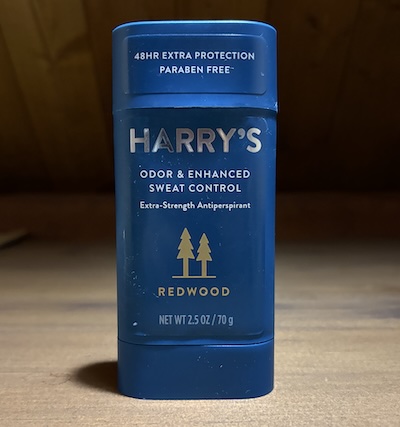 48HR EXTRA PROTECTION
PARABEN FREE~
HARRY'S
ODOR & ENHANCED
SWEAT CONTROL
Extra-Strength Antiperspirant
REDWOOD
NET WT 2.5 OZ / 70 g